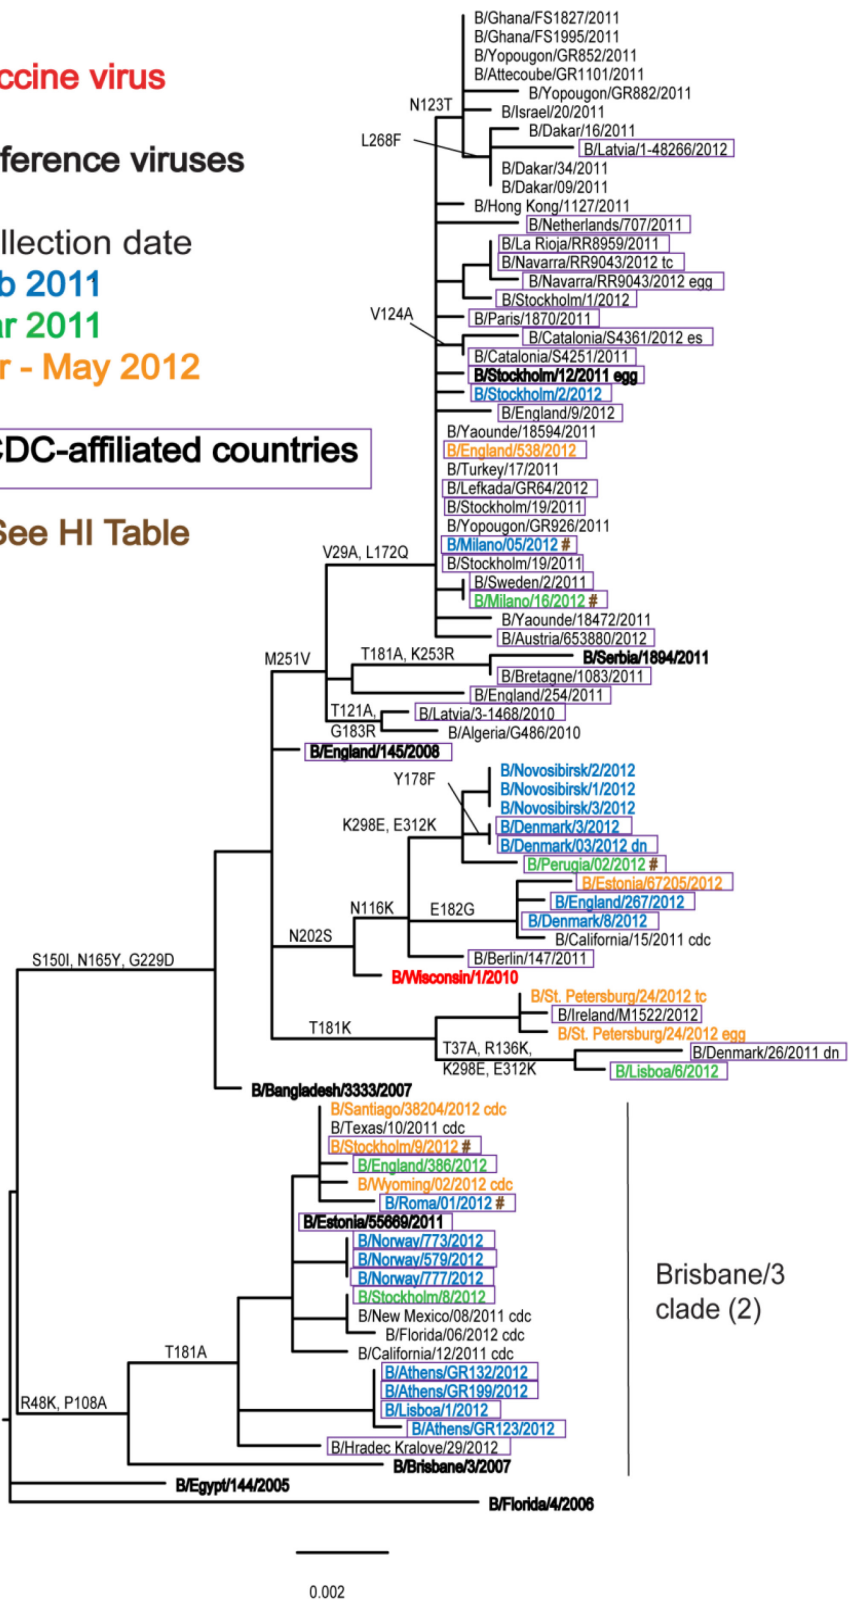 ccine virus
ference viruses
llection date
b 2011
ar 2011
r - May 2012
CDC-affiliated countries
See HI Table
B/Ghana/FS1827/2011
B/Ghana/FS1995/2011
B/Yopougon/GR852/2011
B/Attecoube/GR1101/2011
B/Yopougon/GR882/2011
N123T
B/Israel/20/2011
B/Dakar/16/2011
L268F
B/Latvia/1-48266/2012
B/Dakar/34/2011
B/Dakar/09/2011
B/Hong Kong/1127/2011
B/Netherlands/707/2011
B/La Rioja/RR8959/2011
B/Navarra/RR9043/2012 tc
B/Navarra/RR9043/2012 egg
B/Stockholm/1/2012
V124A
B/Paris/1870/2011
B/Catalonia/S4361/2012 es
B/Catalonia/S4251/2011
B/Stockholm/12/2011 egg
B/Stockholm/2/2012
B/England/9/2012
B/Yaounde/18594/2011
B/England/538/2012
B/Turkey/17/2011
B/Lefkada/GR64/2012
B/Stockholm/19/2011
B/Yopougon/GR926/2011
B/Milano/05/2012 #
V29A, L172Q
B/Stockholm/19/2011
B/Sweden/2/2011
B/Milano/16/2012 #
B/Yaounde/18472/2011
B/Austria/653880/2012
M251V
T181A, K253R
B/Serbia/1894/2011
B/Bretagne/1083/2011
B/England/254/2011
T121A,
G183R
B/Latvia/3-1468/2010
B/Algeria/G486/2010
B/England/145/2008
B/Novosibirsk/2/2012
Y178F
B/Novosibirsk/1/2012
B/Novosibirsk/3/2012
K298E, E312K
B/Denmark/3/2012
B/Denmark/03/2012 dn
B/Perugia/02/2012 #
B/Estonia/67205/2012
B/England/267/2012
N116K
E182G
B/Denmark/8/2012
N202S
B/California/15/2011 cdc
B/Berlin/147/2011
S150I, N165Y, G229D
B/Wisconsin/1/2010
B/St. Petersburg/24/2012 tc
B/Ireland/M1522/2012
T181K
B/St. Petersburg/24/2012 egg
T37A, R136K,
K298E, E312K
B/Denmark/26/2011 dn
B/Lisboa/6/2012
B/Bangladesh/3333/2007
B/Santiago/38204/2012 cdc
B/Texas/10/2011 cdc
B/Stockholm/9/2012 #
B/England/386/2012
B/Wyoming/02/2012 cdc
B/Roma/01/2012 #
B/Estonia/55669/2011
B/Norway/773/2012
B/Norway/579/2012
B/Norway/777/2012
B/Stockholm/8/2012
B/New Mexico/08/2011 cdc
B/Florida/06/2012 cdc
T181A
B/California/12/2011 cdc
B/Athens/GR132/2012
B/Athens/GR199/2012
R48K, P108A
B/Lisboa/1/2012
B/Athens/GR123/2012
B/Hradec Kralove/29/2012
B/Brisbane/3/2007
B/Egypt/144/2005
B/Florida/4/2006
Brisbane/3
clade (2)
0.002